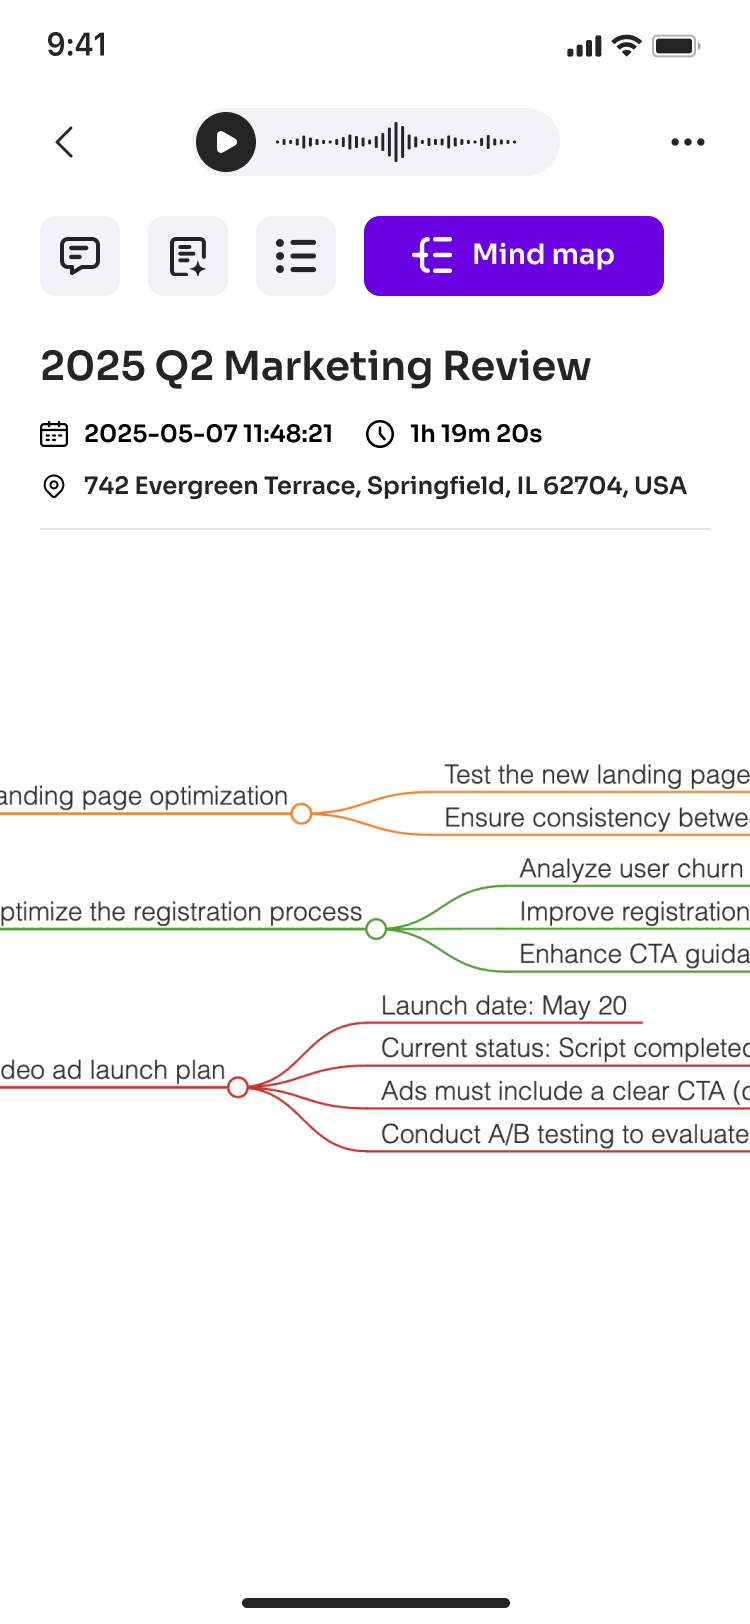 9:41
Mind map
2025 Q2 Marketing Review
2025-05-07 11:48:21
1h 19m 20s
742 Evergreen Terrace, Springfield, IL 62704, USA
anding page optimization
Test the new landing page
Ensure consistency betwe
ptimize the registration process
Analyze user churn
Improve registration
Enhance CTA guida
deo ad launch plan
Launch date: May 20
Current status: Script completed
Ads must include a clear CTA (c
Conduct A/B testing to evaluate